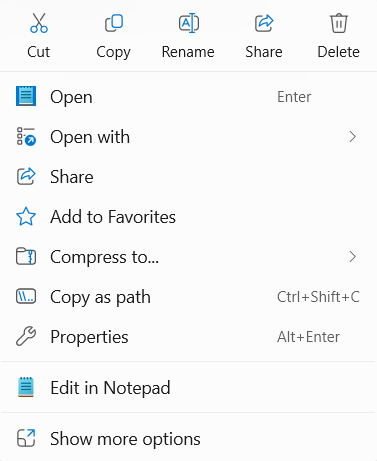 Cut Copy Rename Share Delete
Open Enter
Open with
Share
Add to Favorites
Compress to...
Copy as path Ctrl+Shift+C
Properties Alt+Enter
Edit in Notepad
Show more options